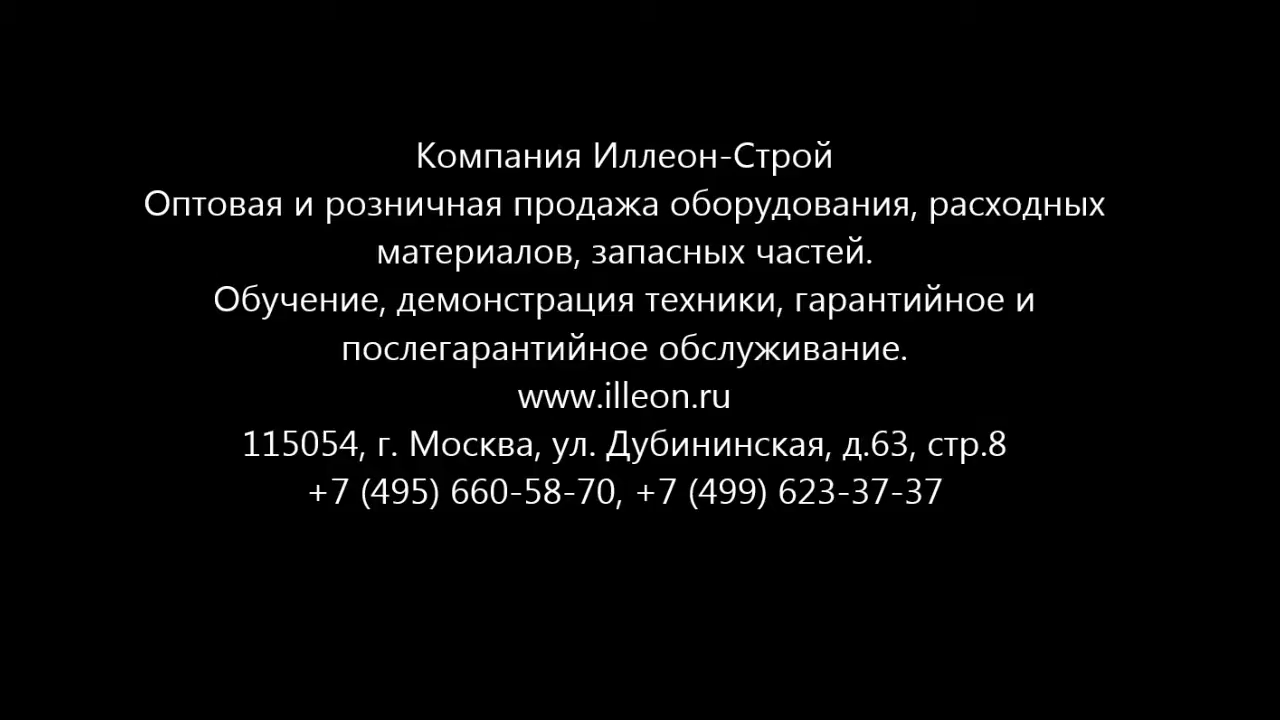 Компания Иллеон-Строй
Оптовая и розничная продажа оборудования, расходных
материалов, запасных частей.
Обучение, демонстрация техники, гарантийное и
послегарантийное обслуживание.
www.illeon.ru
115054, г. Москва, ул. Дубининская, д.63, стр.8
+7 (495) 660-58-70, +7 (499) 623-37-37